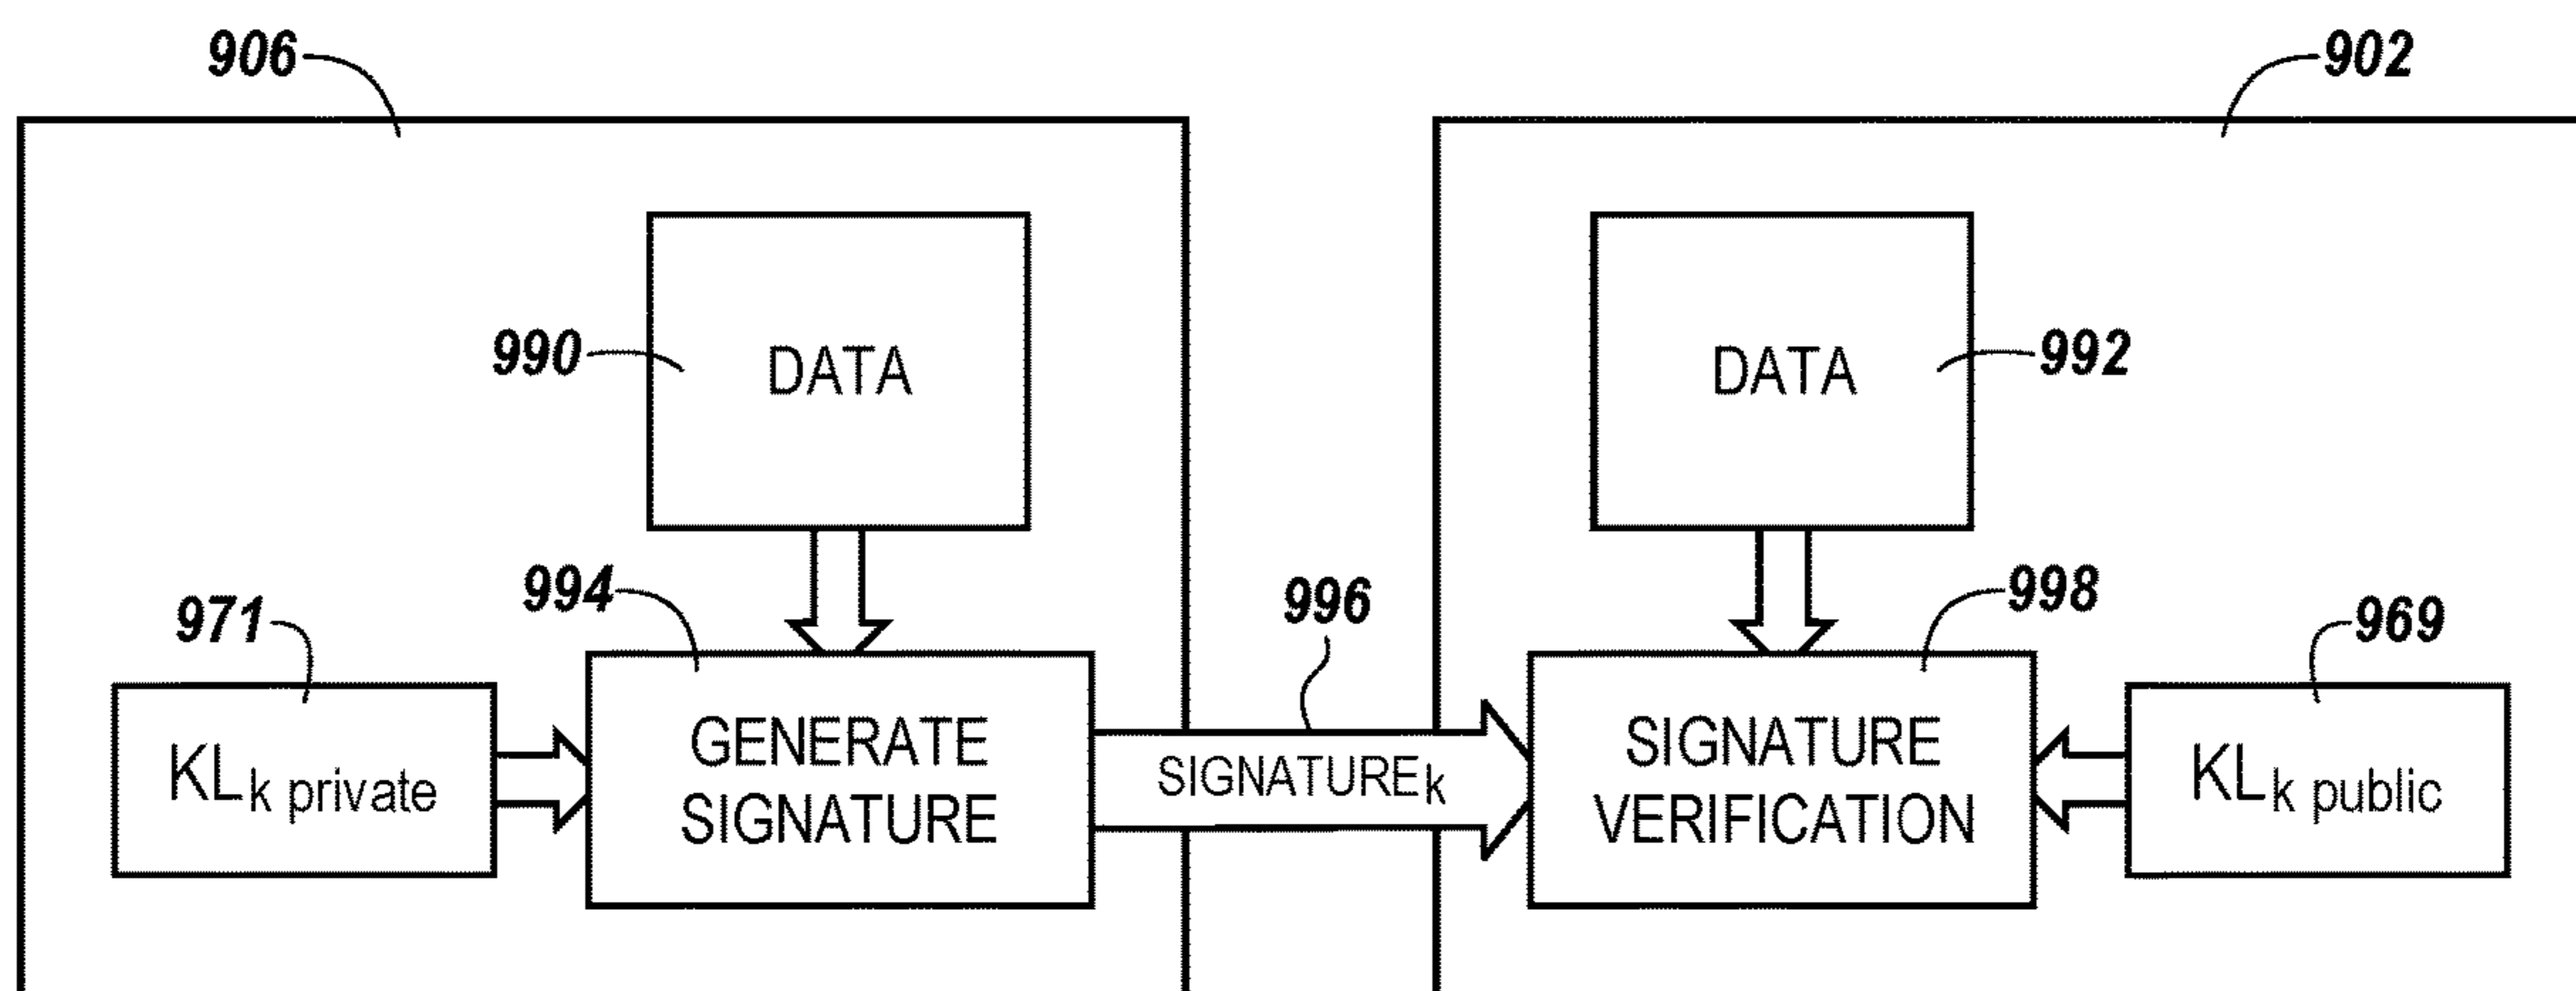 906
902
DATA
990
DATA
992
971
994
996
998
969
KLk private
GENERATE
SIGNATURE
SIGNATUREk
SIGNATURE
VERIFICATION
KLk public